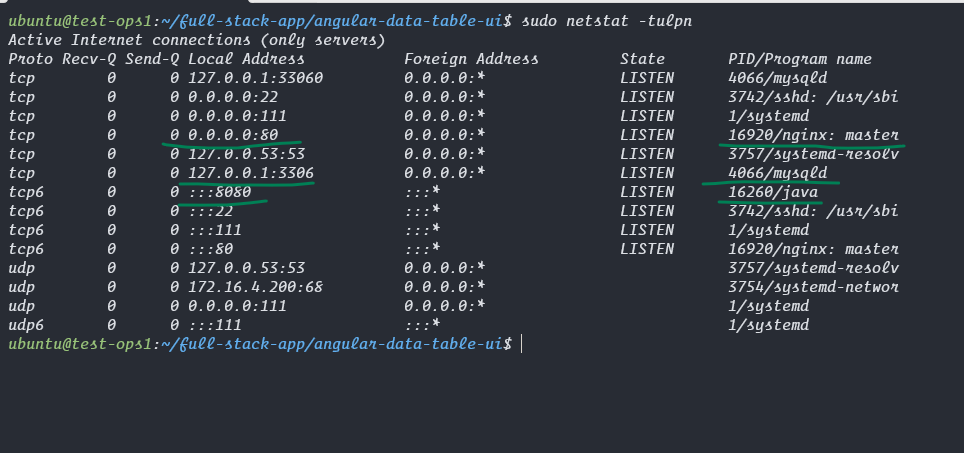 ubuntu@test-ops1:~/full-stack-app/angular-data-table-ui$ sudo netstat -tulpn
Active Internet connections (only servers)
Proto Recv-Q Send-Q Local Address           Foreign Address         State       PID/Program name
tcp        0      0 127.0.0.1:33060         0.0.0.0:*               LISTEN      4066/mysqld
tcp        0      0 0.0.0.0:22              0.0.0.0:*               LISTEN      3742/sshd: /usr/sbi
tcp        0      0 0.0.0.0:111             0.0.0.0:*               LISTEN      1/systemd
tcp        0      0 0.0.0.0:80              0.0.0.0:*               LISTEN      16920/nginx: master
tcp        0      0 127.0.0.53:53           0.0.0.0:*               LISTEN      3757/systemd-resolv
tcp        0      0 127.0.0.1:3306          0.0.0.0:*               LISTEN      4066/mysqld
tcp6       0      0 :::8080                 :::*                    LISTEN      16260/java
tcp6       0      0 :::22                   :::*                    LISTEN      3742/sshd: /usr/sbi
tcp6       0      0 :::111                  :::*                    LISTEN      1/systemd
tcp6       0      0 :::80                   :::*                    LISTEN      16920/nginx: master
udp        0      0 127.0.0.53:53           0.0.0.0:*                           3757/systemd-resolv
udp        0      0 172.16.4.200:68         0.0.0.0:*                           3754/systemd-networ
udp        0      0 0.0.0.0:111             0.0.0.0:*                           1/systemd
udp6       0      0 :::111                  :::*                                1/systemd
ubuntu@test-ops1:~/full-stack-app/angular-data-table-ui$